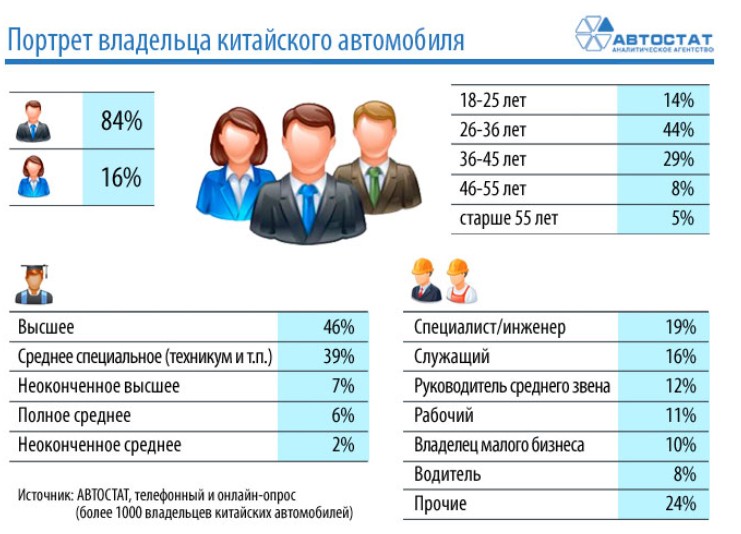 Портрет владельца китайского автомобиля
АВТОСТАТ
АНАЛИТИЧЕСКОЕ АГЕНТСТВО
84%
16%
18-25 лет 14%
26-36 лет 44%
36-45 лет 29%
46-55 лет 8%
старше 55 лет 5%
Высшее 46%
Среднее специальное (техникум и т.п.) 39%
Неоконченное высшее 7%
Полное среднее 6%
Неоконченное среднее 2%
Специалист/инженер 19%
Служащий 16%
Руководитель среднего звена 12%
Рабочий 11%
Владелец малого бизнеса 10%
Водитель 8%
Прочие 24%
Источник: АВТОСТАТ, телефонный и онлайн-опрос
(более 1000 владельцев китайских автомобилей)